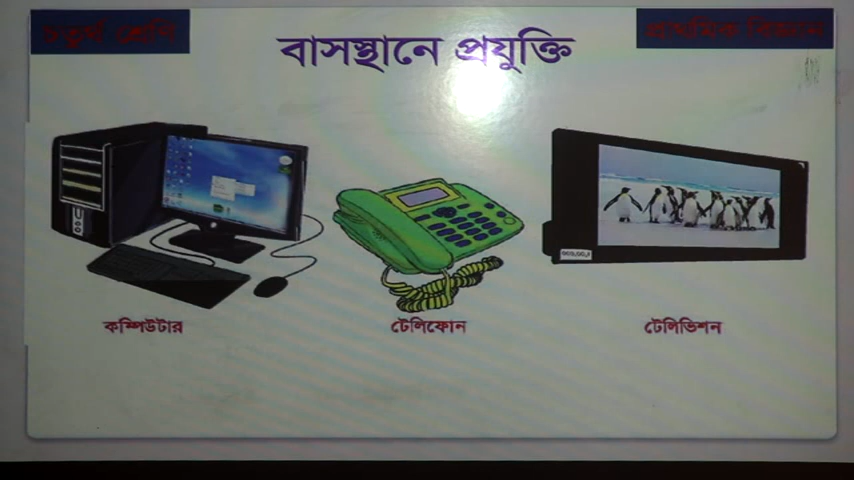 চতুর্থ শ্রেণি
বাসস্থানে প্রযুক্তি
প্রাথমিক বিজ্ঞান
কম্পিউটার
টেলিফোন
টেলিভিশন